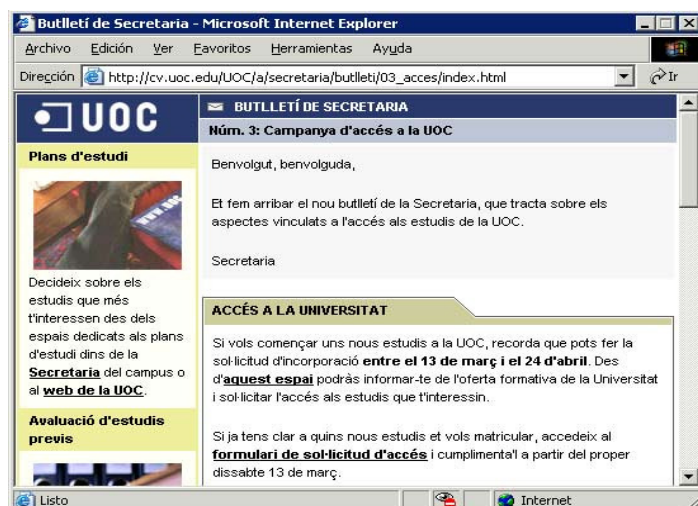 Butlletí de Secretaria - Microsoft Internet Explorer
Archivo Edición Ver Favoritos Herramientas Ayuda
Dirección http://cv.uoc.edu/UOC/a/secretaria/butlleti/03_acces/index.html Ir
UOC
Plans d'estudi
Decideix sobre els
estudis que més
t'interessen des dels
espais dedicats als plans
d'estudi dins de la
Secretaria del campus o
al web de la UOC.
Avaluació d'estudis
previs
BUTLLETÍ DE SECRETARIA
Núm. 3: Campanya d'accés a la UOC
Benvolgut, benvolguda,
Et fem arribar el nou butlletí de la Secretaria, que tracta sobre els
aspectes vinculats a l'accés als estudis de la UOC.
Secretaria
ACCÉS A LA UNIVERSITAT
Si vols començar uns nous estudis a la UOC, recorda que pots fer la
sol·licitud d'incorporació entre el 13 de març i el 24 d'abril. Des
d'aquest espai podràs informar-te de l'oferta formativa de la Universitat
i sol·licitar l'accés als estudis que t'interessin.
Si ja tens clar a quins nous estudis et vols matricular, accedeix al
formulari de sol·licitud d'accés i cumplimenta'l a partir del proper
dissabte 13 de març.
Listo Internet